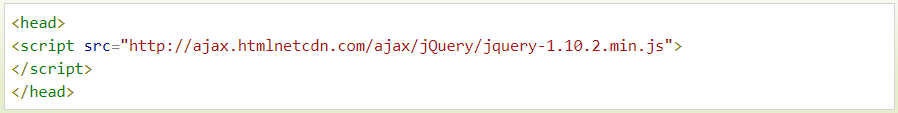 <head>
<script src="http://ajax.htmlnetcdn.com/ajax/jQuery/jquery-1.10.2.min.js">
</script>
</head>